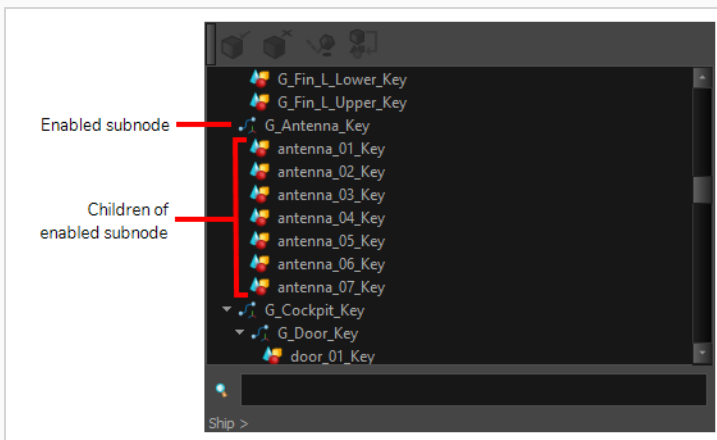 G_Fin_L_Lower_Key
G_Fin_L_Upper_Key
Enabled subnode
G_Antenna_Key
antenna_01_Key
antenna_02_Key
antenna_03_Key
Children of
enabled subnode
antenna_04_Key
antenna_05_Key
antenna_06_Key
antenna_07_Key
G_Cockpit_Key
G_Door_Key
door_01_Key
Ship >